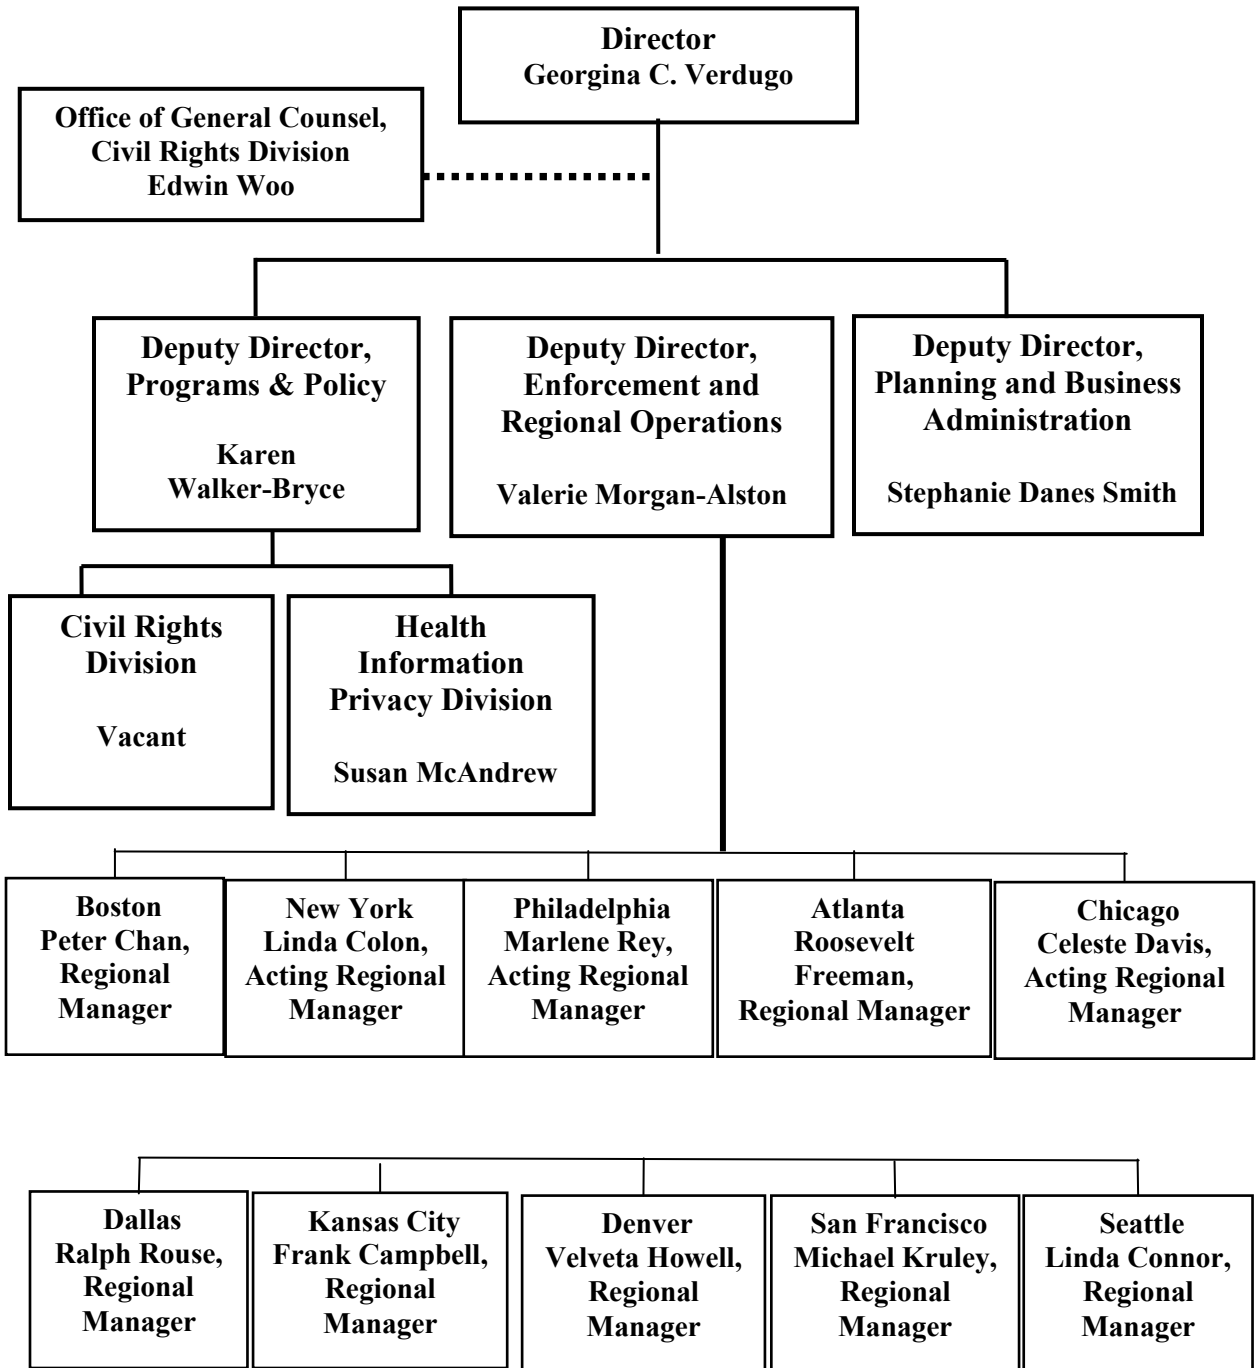 Director
Georgina C. Verdugo
Office of General Counsel,
Civil Rights Division
Edwin Woo
Deputy Director,
Programs & Policy
Karen
Walker-Bryce
Deputy Director,
Enforcement and
Regional Operations
Valerie Morgan-Alston
Deputy Director,
Planning and Business
Administration
Stephanie Danes Smith
Civil Rights
Division
Vacant
Health
Information
Privacy Division
Susan McAndrew
Boston
Peter Chan,
Regional
Manager
New York
Linda Colon,
Acting Regional
Manager
Philadelphia
Marlene Rey,
Acting Regional
Manager
Atlanta
Roosevelt
Freeman,
Regional Manager
Chicago
Celeste Davis,
Acting Regional
Manager
Dallas
Ralph Rouse,
Regional
Manager
Kansas City
Frank Campbell,
Regional
Manager
Denver
Velveta Howell,
Regional
Manager
San Francisco
Michael Kruley,
Regional
Manager
Seattle
Linda Connor,
Regional
Manager